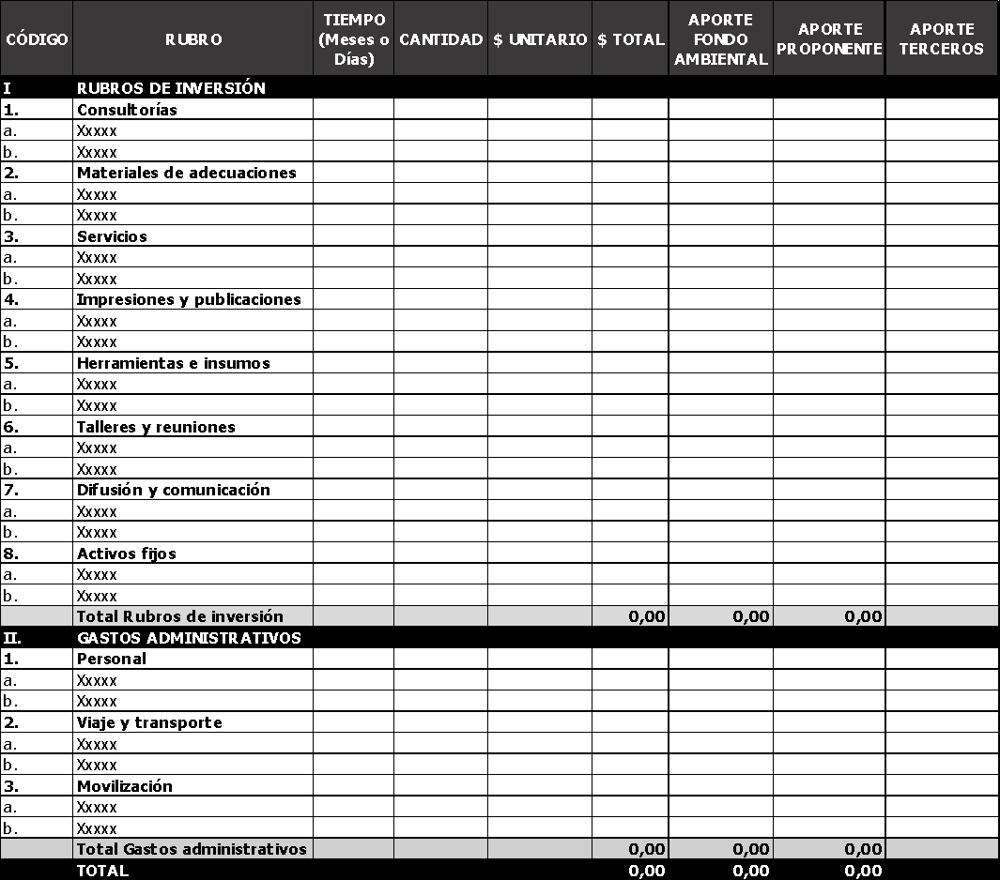 CÓDIGO RUBRO TIEMPO (Meses o Días) CANTIDAD $ UNITARIO $ TOTAL APORTE FONDO AMBIENTAL APORTE PROPONENTE APORTE TERCEROS
I RUBROS DE INVERSIÓN
1. Consultorías
a. Xxxxx
b. Xxxxx
2. Materiales de adecuaciones
a. Xxxxx
b. Xxxxx
3. Servicios
a. Xxxxx
b. Xxxxx
4. Impresiones y publicaciones
a. Xxxxx
b. Xxxxx
5. Herramientas e insumos
a. Xxxxx
b. Xxxxx
6. Talleres y reuniones
a. Xxxxx
b. Xxxxx
7. Difusión y comunicación
a. Xxxxx
b. Xxxxx
8. Activos fijos
a. Xxxxx
b. Xxxxx
Total Rubros de inversión 0,00 0,00 0,00
II. GASTOS ADMINISTRATIVOS
1. Personal
a. Xxxxx
b. Xxxxx
2. Viaje y transporte
a. Xxxxx
b. Xxxxx
3. Movilización
a. Xxxxx
b. Xxxxx
Total Gastos administrativos 0,00 0,00 0,00
TOTAL 0,00 0,00 0,00